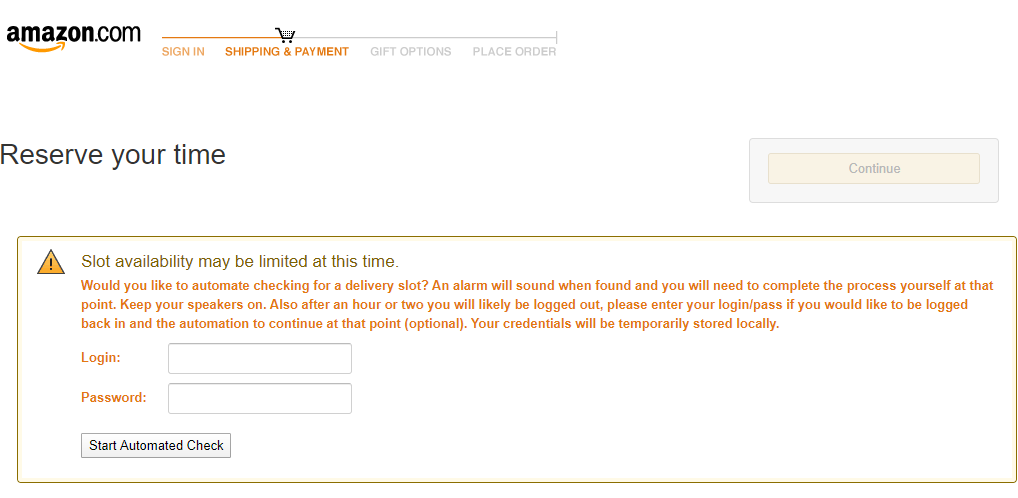 amazon.com
SIGN IN SHIPPING & PAYMENT GIFT OPTIONS PLACE ORDER
Reserve your time
Continue
Slot availability may be limited at this time.
Would you like to automate checking for a delivery slot? An alarm will sound when found and you will need to complete the process yourself at that
point. Keep your speakers on. Also after an hour or two you will likely be logged out, please enter your login/pass if you would like to be logged
back in and the automation to continue at that point (optional). Your credentials will be temporarily stored locally.
Login:
Password:
Start Automated Check